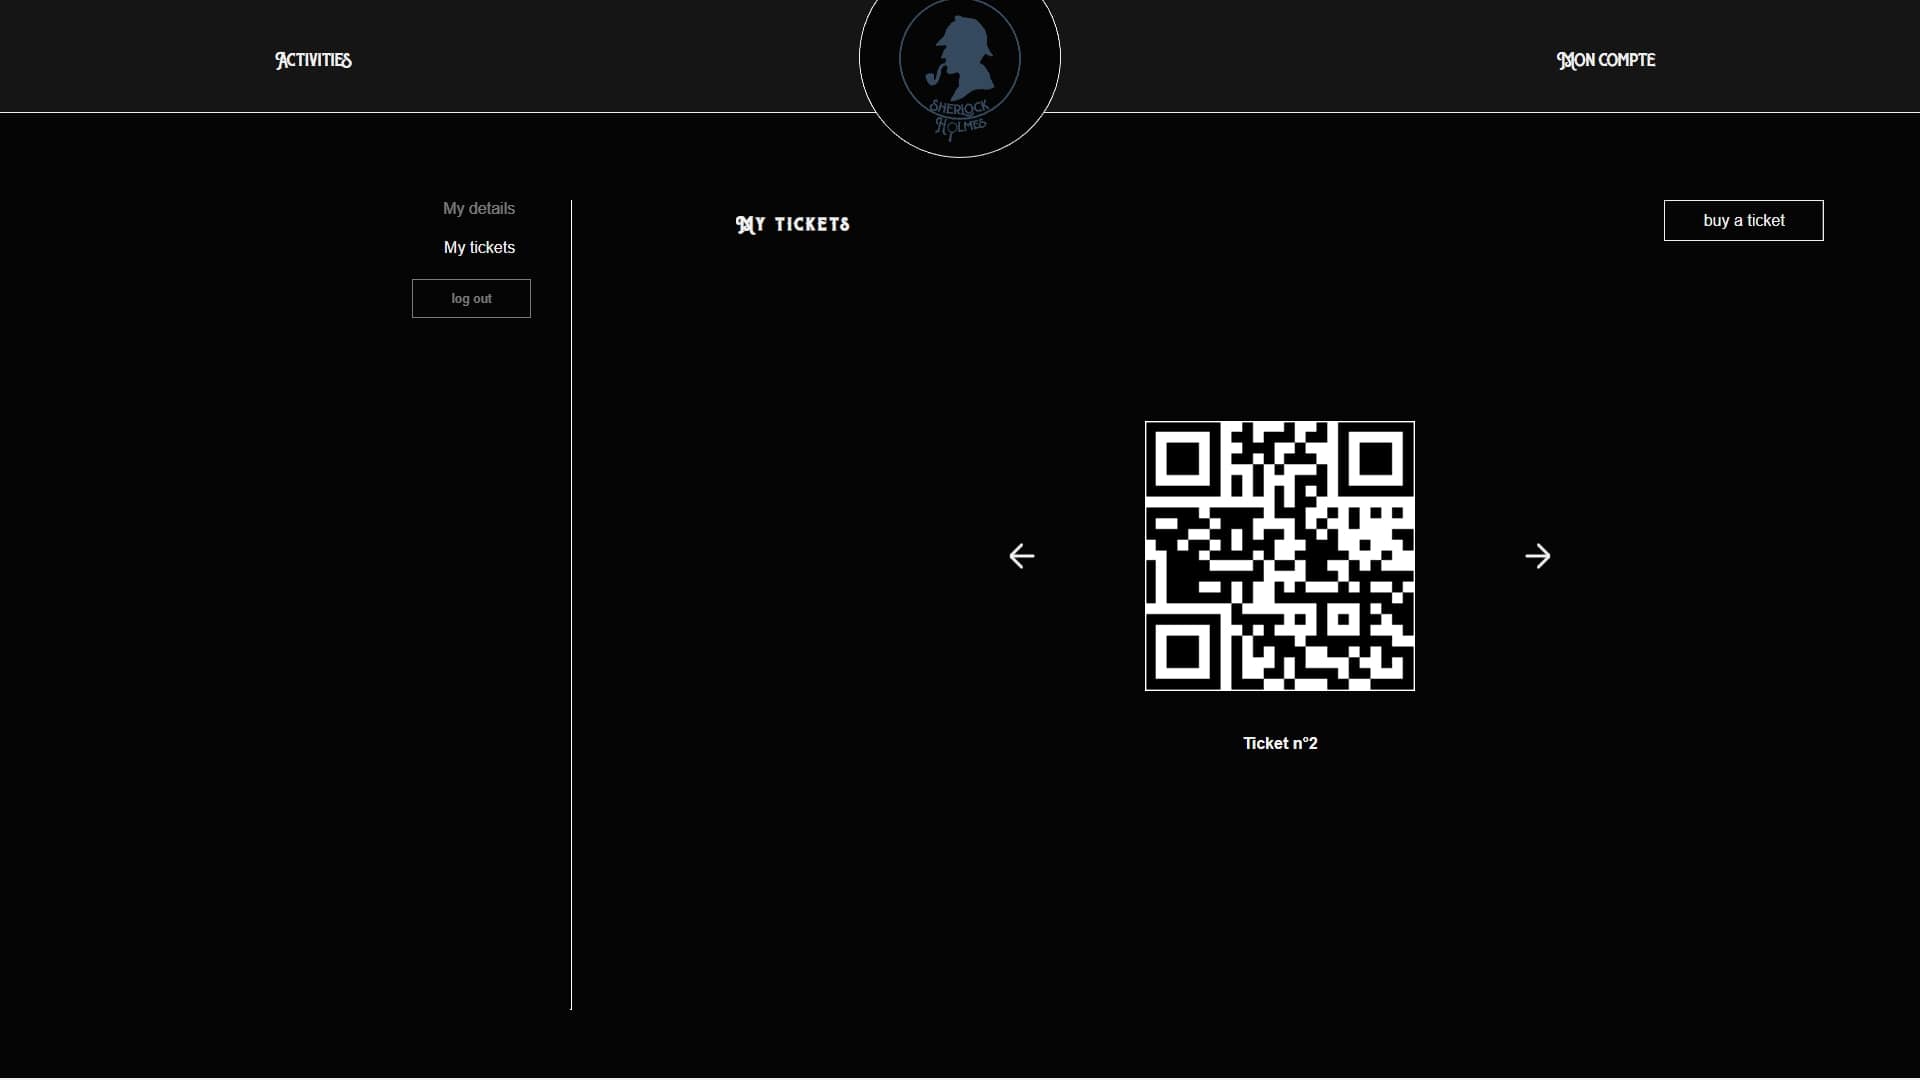 ACTIVITIES
SHERLOCK
HOLMES
MON COMPTE
My details
My tickets
log out
MY TICKETS
buy a ticket
Ticket n°2